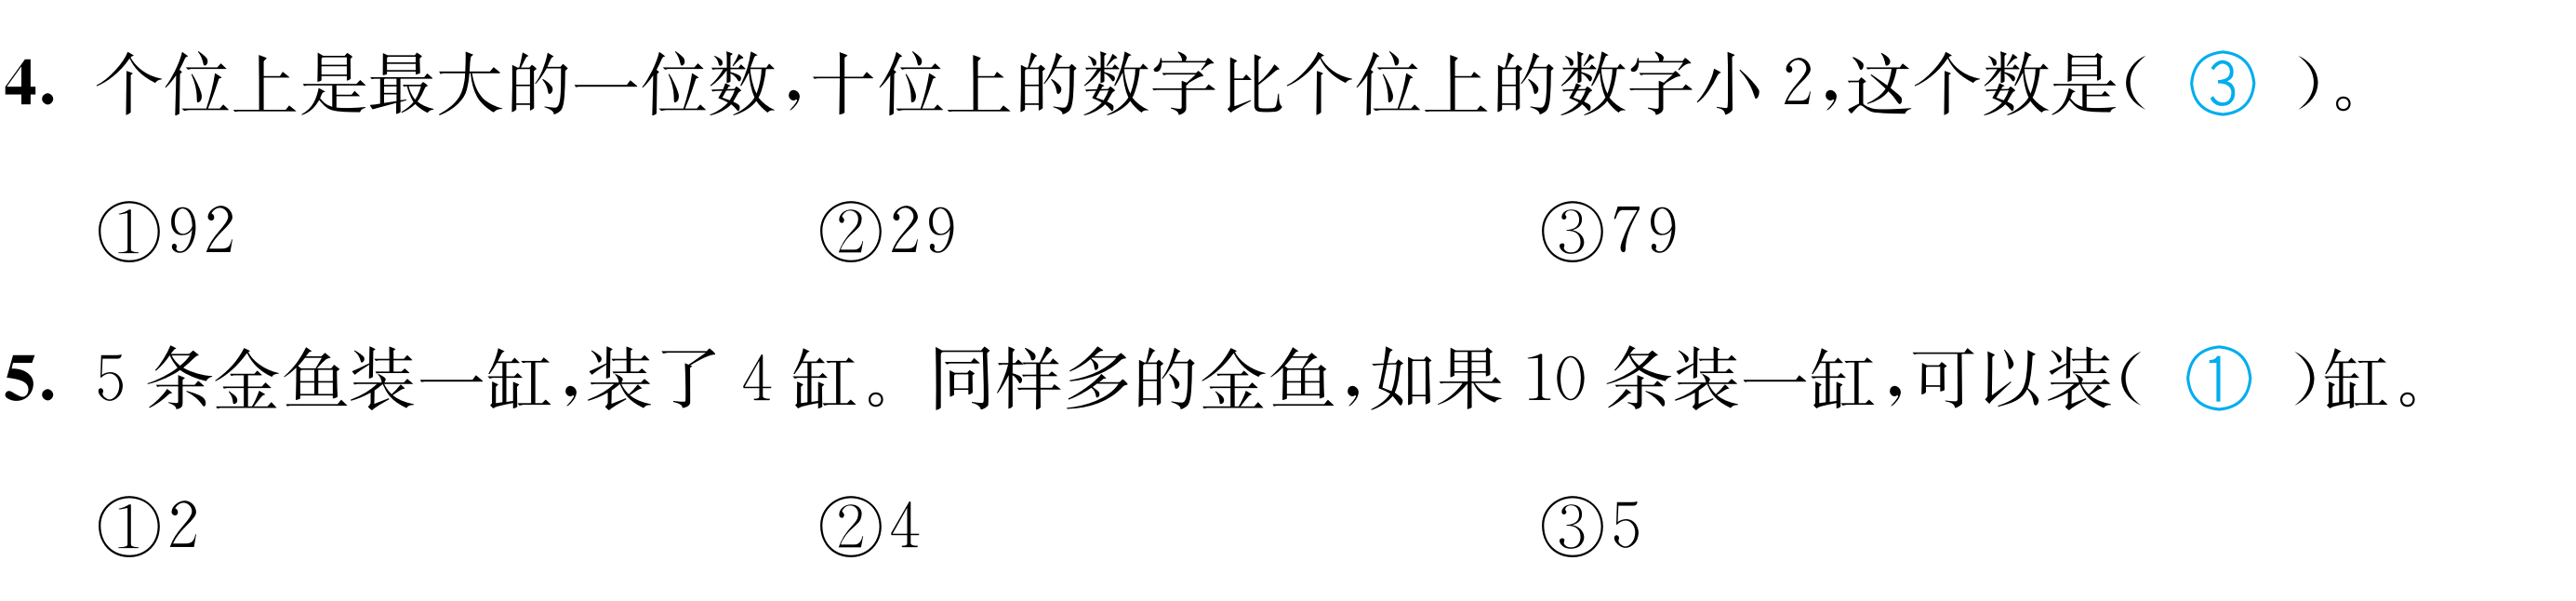 4. 个位上是最大的一位数,十位上的数字比个位上的数字小 2,这个数是( ③ )。
①92 ②29 ③79
5. 5 条金鱼装一缸,装了 4 缸。同样多的金鱼,如果 10 条装一缸,可以装( ① )缸。
①2 ②4 ③5